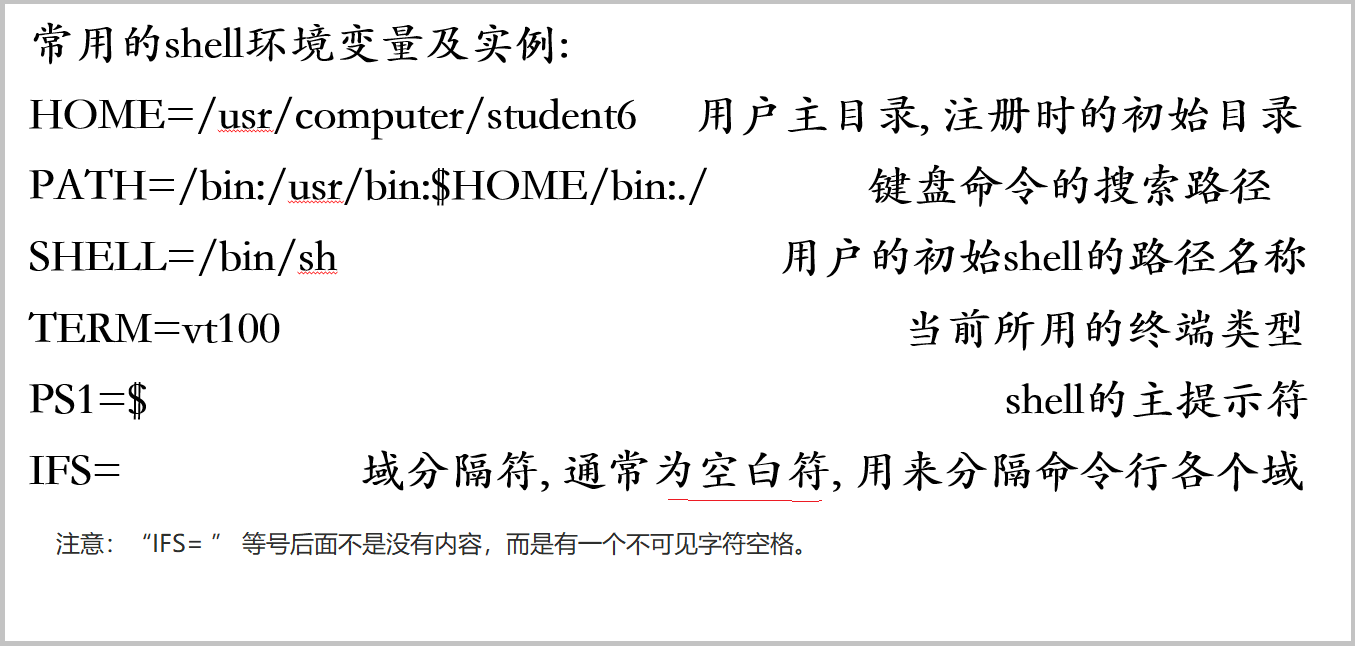 常用的shell环境变量及实例:
HOME=/usr/computer/student6 用户主目录, 注册时的初始目录
PATH=/bin:/usr/bin:$HOME/bin:./ 键盘命令的搜索路径
SHELL=/bin/sh 用户的初始shell的路径名称
TERM=vt100 当前所用的终端类型
PS1=$ shell的主提示符
IFS= 域分隔符, 通常为空白符, 用来分隔命令行各个域
注意：“IFS= ” 等号后面不是没有内容，而是有一个不可见字符空格。